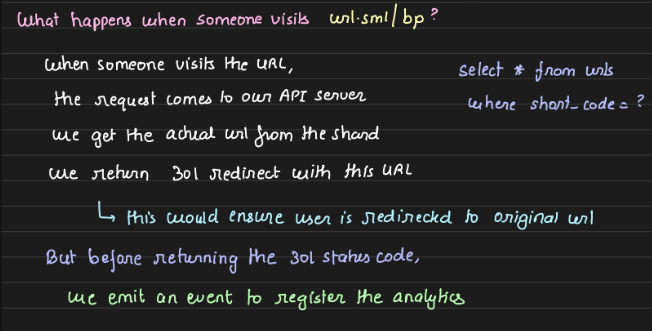 What happens when someone visits url.sml/bp?
when someone visits the URL,
the request comes to our API server
we get the actual url from the shard
we return 301 redirect with this URL
select * from urls
where short_code = ?
↳ this would ensure user is redirected to original url
But before returning the 301 status code,
we emit an event to register the analytics